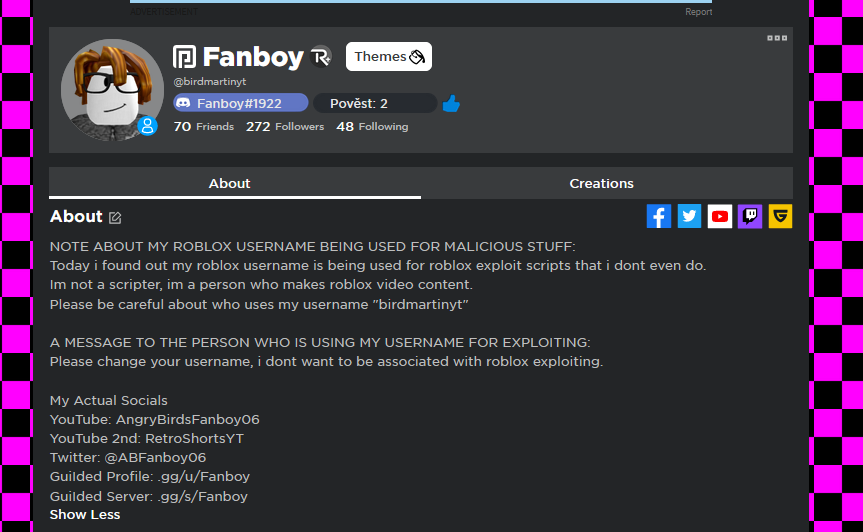 ADVERTISEMENT
Report
Fanboy
Themes
@birdmartinyt
Fanboy#1922
Pověst: 2
70 Friends 272 Followers 48 Following
About
Creations
About
NOTE ABOUT MY ROBLOX USERNAME BEING USED FOR MALICIOUS STUFF:
Today i found out my roblox username is being used for roblox exploit scripts that i dont even do.
Im not a scripter, im a person who makes roblox video content.
Please be careful about who uses my username "birdmartinyt"
A MESSAGE TO THE PERSON WHO IS USING MY USERNAME FOR EXPLOITING:
Please change your username, i dont want to be associated with roblox exploiting.
My Actual Socials
YouTube: AngryBirdsFanboy06
YouTube 2nd: RetroShortsYT
Twitter: @ABFanboy06
Guilded Profile: .gg/u/Fanboy
Guilded Server: .gg/s/Fanboy
Show Less